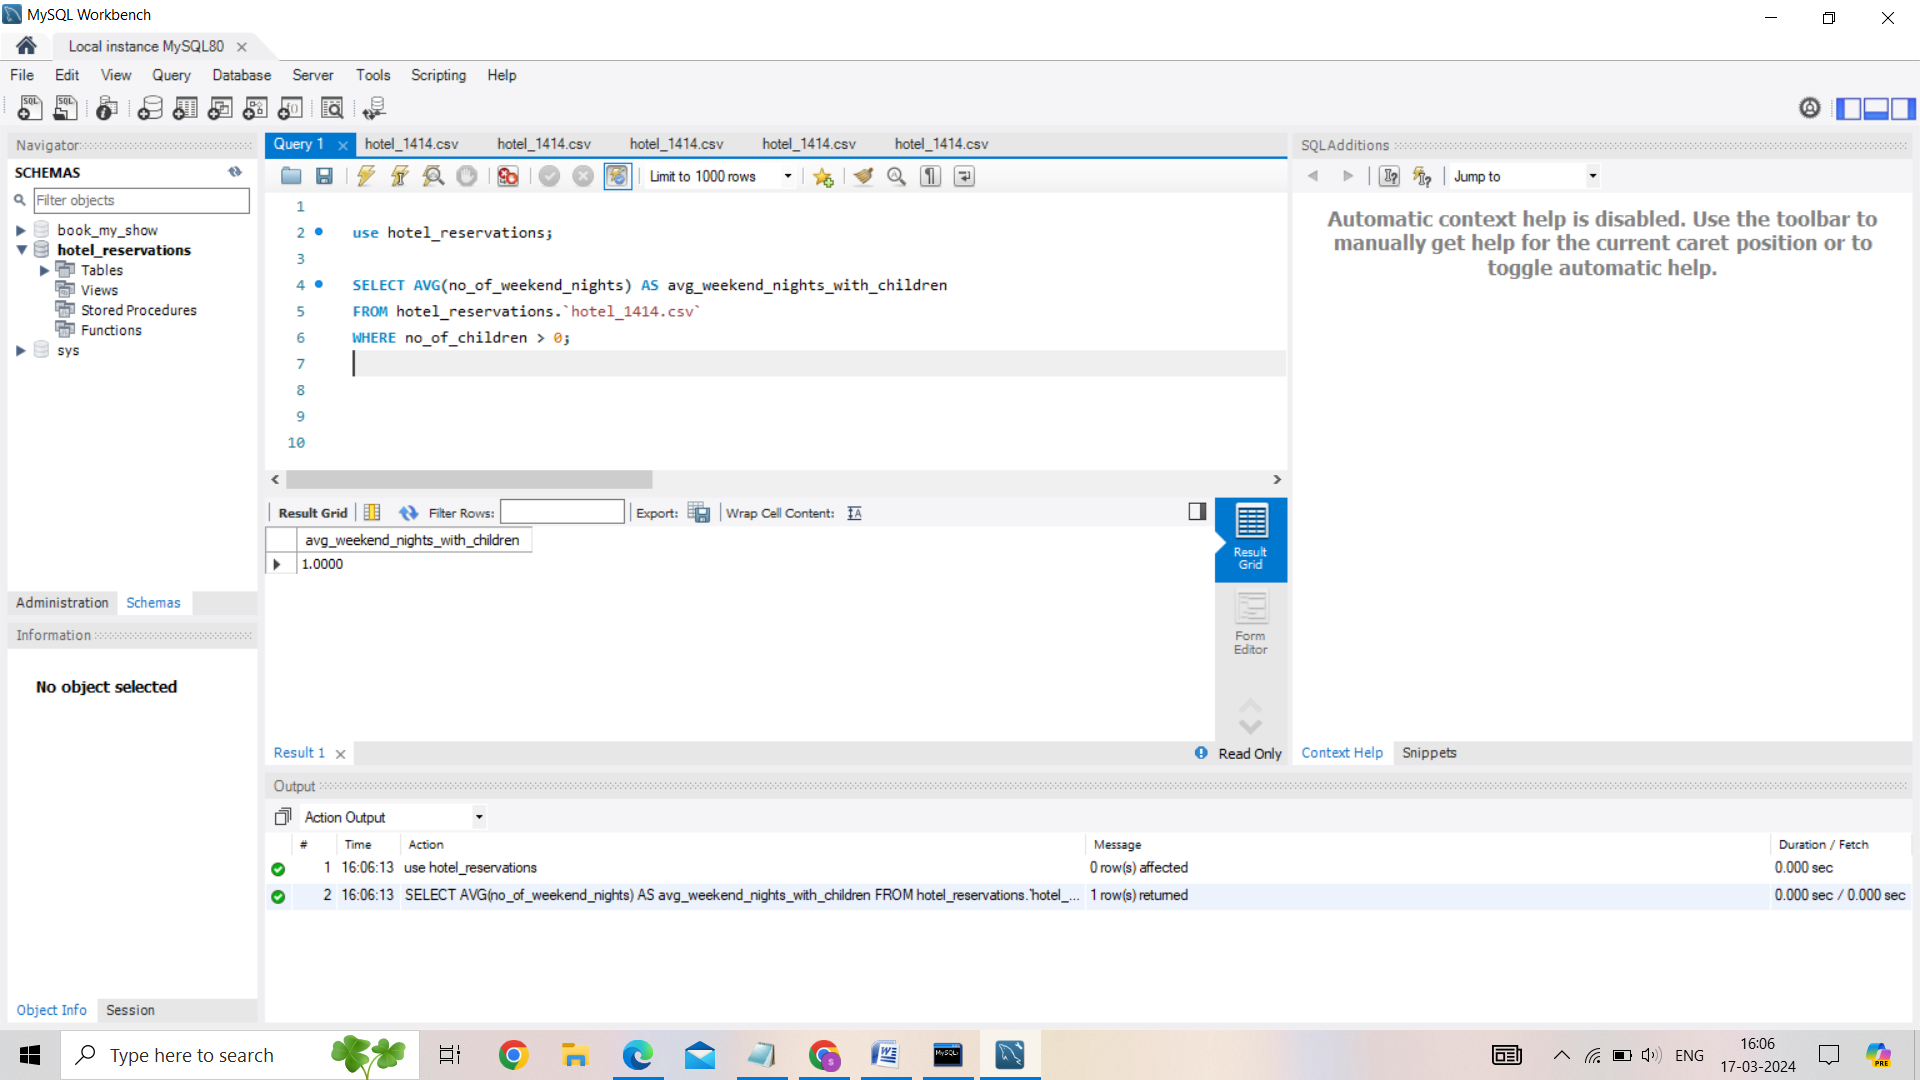 MySQL Workbench
Local instance MySQL80
File Edit View Query Database Server Tools Scripting Help
Navigator
SCHEMAS
Filter objects
book_my_show
hotel_reservations
Tables
Views
Stored Procedures
Functions
sys
Administration Schemas
Information
No object selected
Object Info Session
Query 1 hotel_1414.csv hotel_1414.csv hotel_1414.csv hotel_1414.csv hotel_1414.csv
Limit to 1000 rows
1
2 use hotel_reservations;
3
4 SELECT AVG(no_of_weekend_nights) AS avg_weekend_nights_with_children
5 FROM hotel_reservations.`hotel_1414.csv`
6 WHERE no_of_children > 0;
7
8
9
10
Result Grid Filter Rows: Export: Wrap Cell Content:
avg_weekend_nights_with_children
1.0000
Result Grid
Form Editor
Result 1 Read Only
SQLAdditions
Jump to
Automatic context help is disabled. Use the toolbar to
manually get help for the current caret position or to
toggle automatic help.
Context Help Snippets
Output
Action Output
# Time Action Message Duration / Fetch
1 16:06:13 use hotel_reservations 0 row(s) affected 0.000 sec
2 16:06:13 SELECT AVG(no_of_weekend_nights) AS avg_weekend_nights_with_children FROM hotel_reservations.`hotel_... 1 row(s) returned 0.000 sec / 0.000 sec
Type here to search
ENG
16:06
17-03-2024
PRE